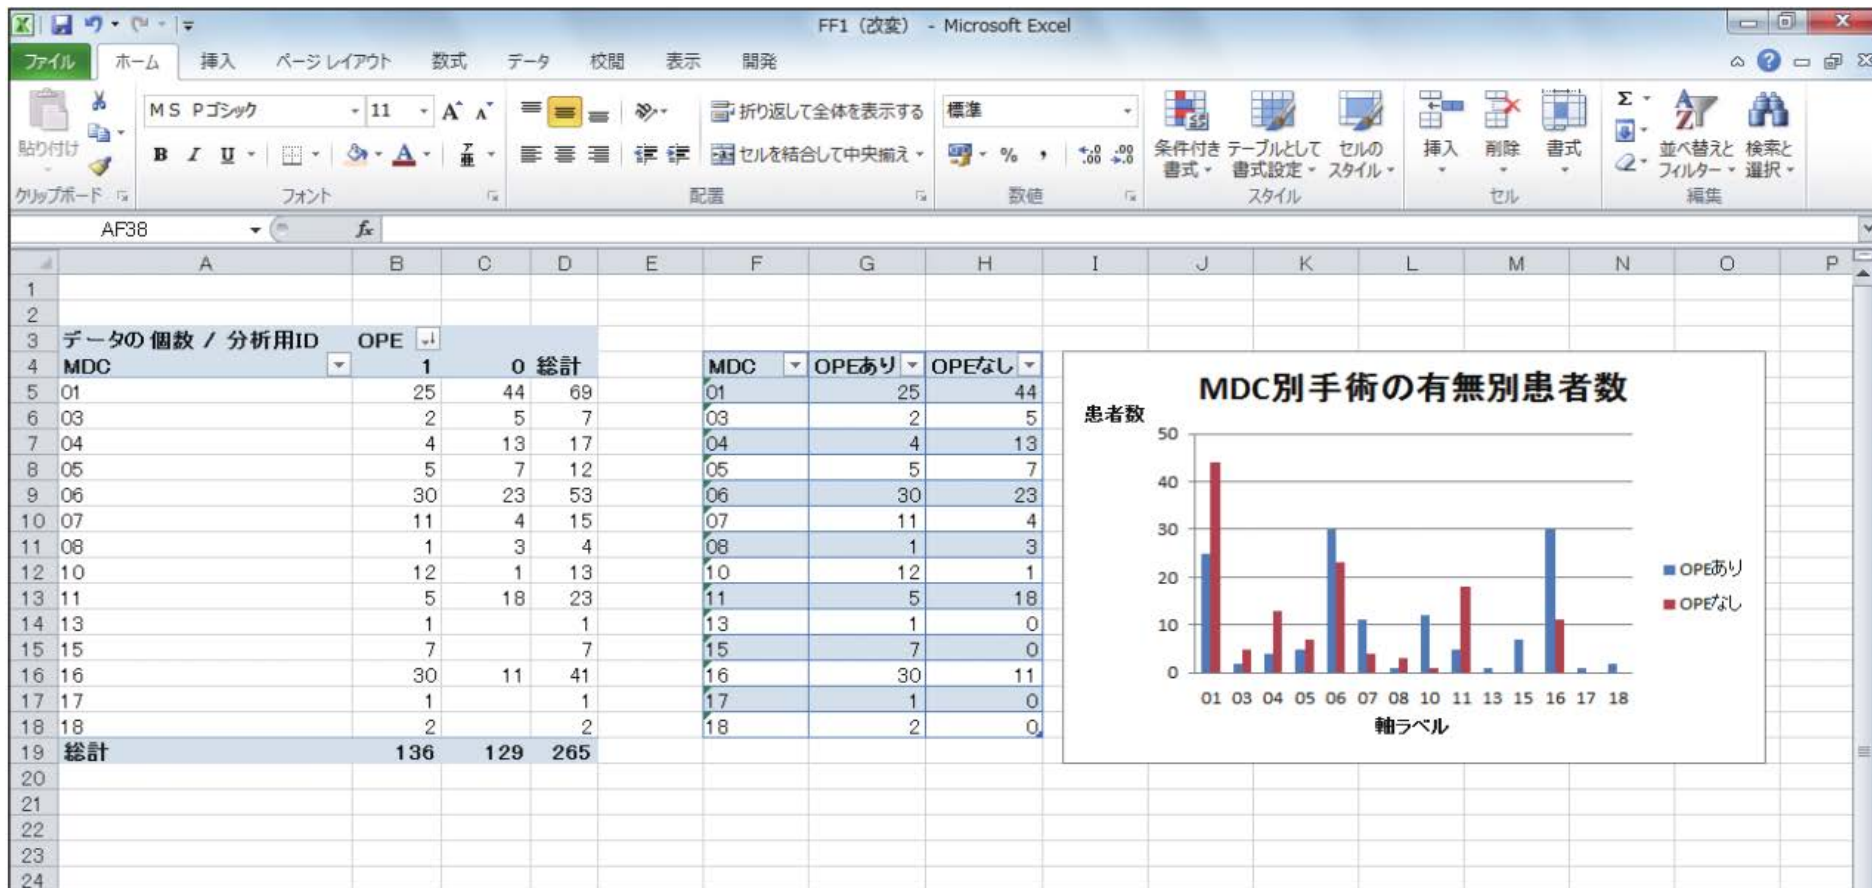 FF1（改変） - Microsoft Excel
ファイル ホーム 挿入 ページ レイアウト 数式 データ 校閲 表示 開発
貼り付け
クリップボード
ＭＳ Ｐゴシック 11
B I U
フォント
折り返して全体を表示する
セルを結合して中央揃え
配置
標準
% ,
数値
条件付き書式
テーブルとして書式設定
セルのスタイル
スタイル
挿入 削除 書式
セル
Σ
並べ替えとフィルター
検索と選択
編集
AF38 fx
A B C D E F G H I J K L M N O P
1
2
3 データの個数 / 分析用ID OPE
4 MDC 1 0 総計 MDC OPEあり OPEなし
5 01 25 44 69 01 25 44
6 03 2 5 7 03 2 5
7 04 4 13 17 04 4 13
8 05 5 7 12 05 5 7
9 06 30 23 53 06 30 23
10 07 11 4 15 07 11 4
11 08 1 3 4 08 1 3
12 10 12 1 13 10 12 1
13 11 5 18 23 11 5 18
14 13 1 1 13 1 0
15 15 7 7 15 7 0
16 16 30 11 41 16 30 11
17 17 1 1 17 1 0
18 18 2 2 18 2 0
19 総計 136 129 265
20
21
22
23
24
MDC別手術の有無別患者数
患者数
50
40
30
20
10
0
01 03 04 05 06 07 08 10 11 13 15 16 17 18
軸ラベル
OPEあり
OPEなし